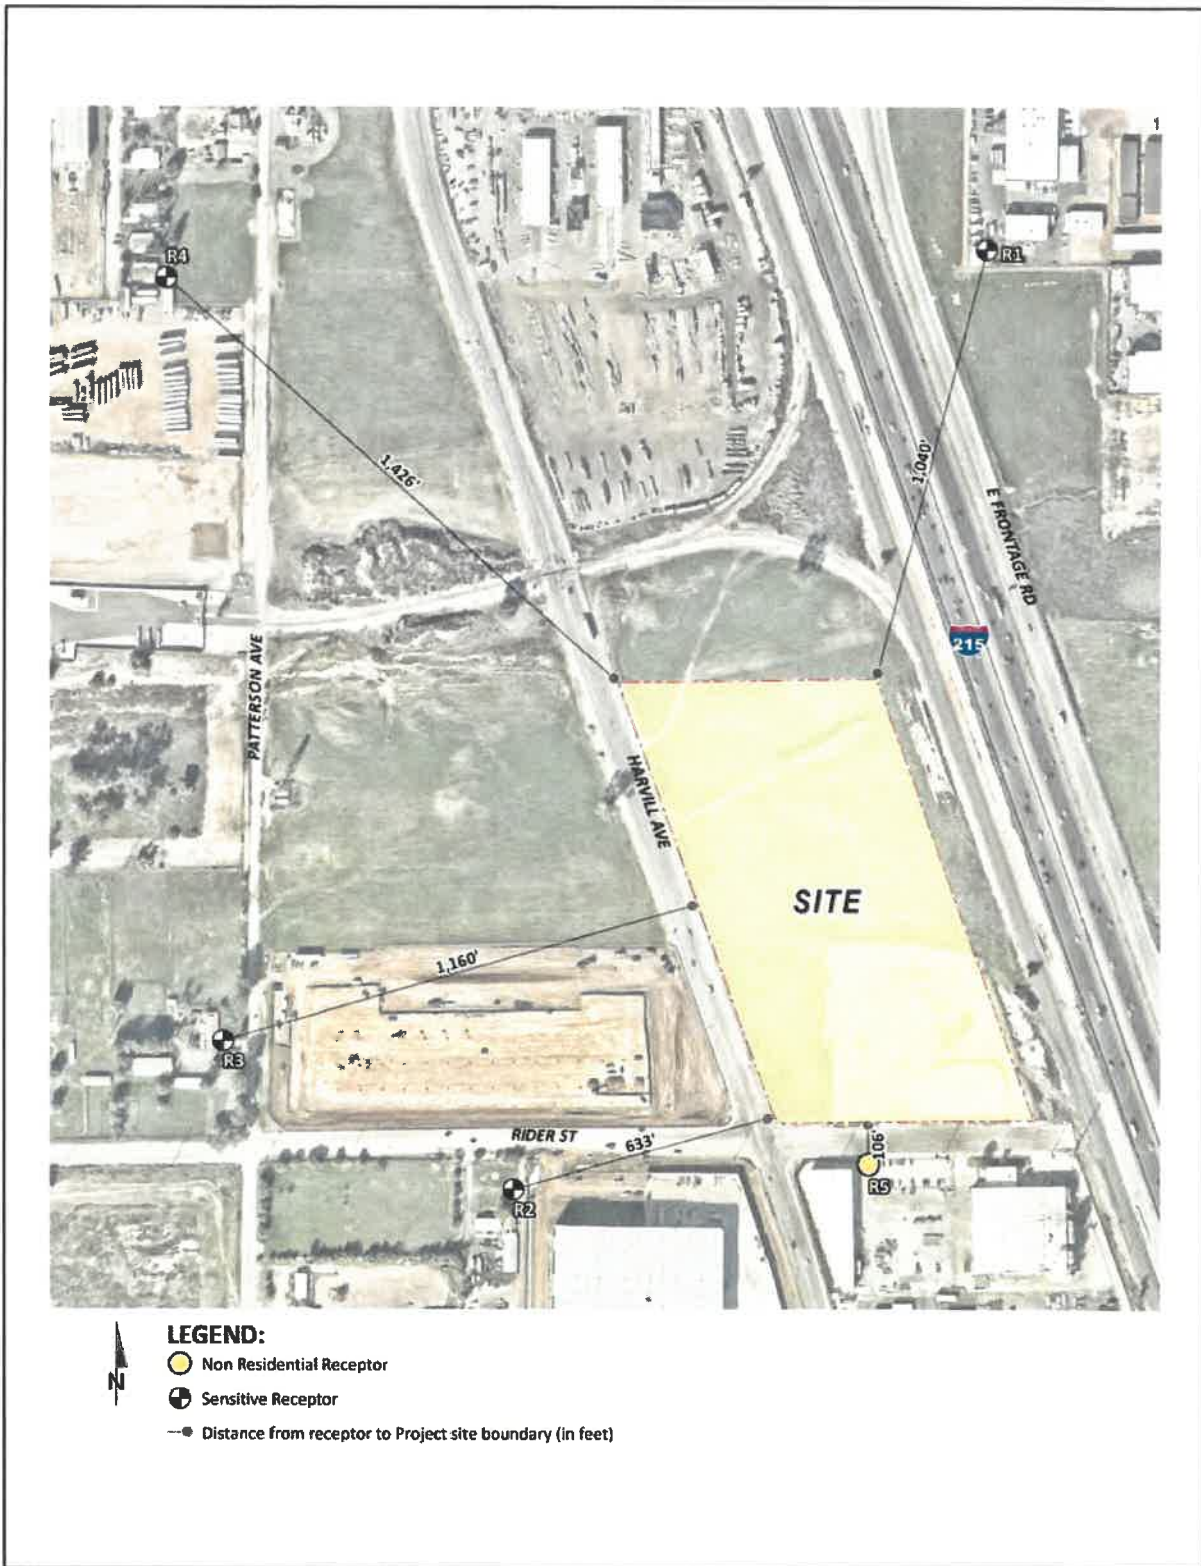 R4
R1
1,426'
1,040'
E FRONTAGE RD
215
PATTERSON AVE
HARVILL AVE
SITE
1,160'
R3
RIDER ST
633'
106'
R2
R5
LEGEND:
Non Residential Receptor
Sensitive Receptor
Distance from receptor to Project site boundary (in feet)
N